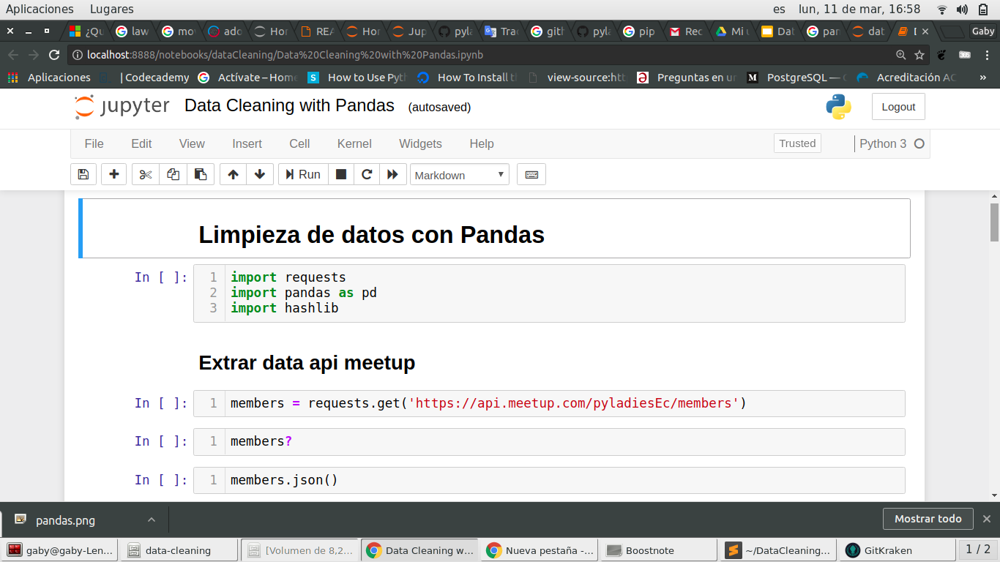 Aplicaciones Lugares es lun, 11 de mar, 16:58
¿Qu law mov ado Hor REA Hor Jup pyla Trac gith pyla pip Rec Mi u Dat par dat D Gaby
localhost:8888/notebooks/dataCleaning/Data%20Cleaning%20with%20Pandas.ipynb
Aplicaciones | Codecademy Actívate – Home How to Use Pyth How To Install t view-source:htt Preguntas en ur PostgreSQL — C Acreditación AC »
jupyter Data Cleaning with Pandas (autosaved) Logout
File Edit View Insert Cell Kernel Widgets Help Trusted Python 3
Run Markdown
Limpieza de datos con Pandas
In [ ]: 1 import requests
2 import pandas as pd
3 import hashlib
Extrar data api meetup
In [ ]: 1 members = requests.get('https://api.meetup.com/pyladiesEc/members')
In [ ]: 1 members?
In [ ]: 1 members.json()
pandas.png Mostrar todo
gaby@gaby-Len... data-cleaning [Volumen de 8,2... Data Cleaning w... Nueva pestaña -... Boostnote ~/DataCleaning... GitKraken 1 / 2